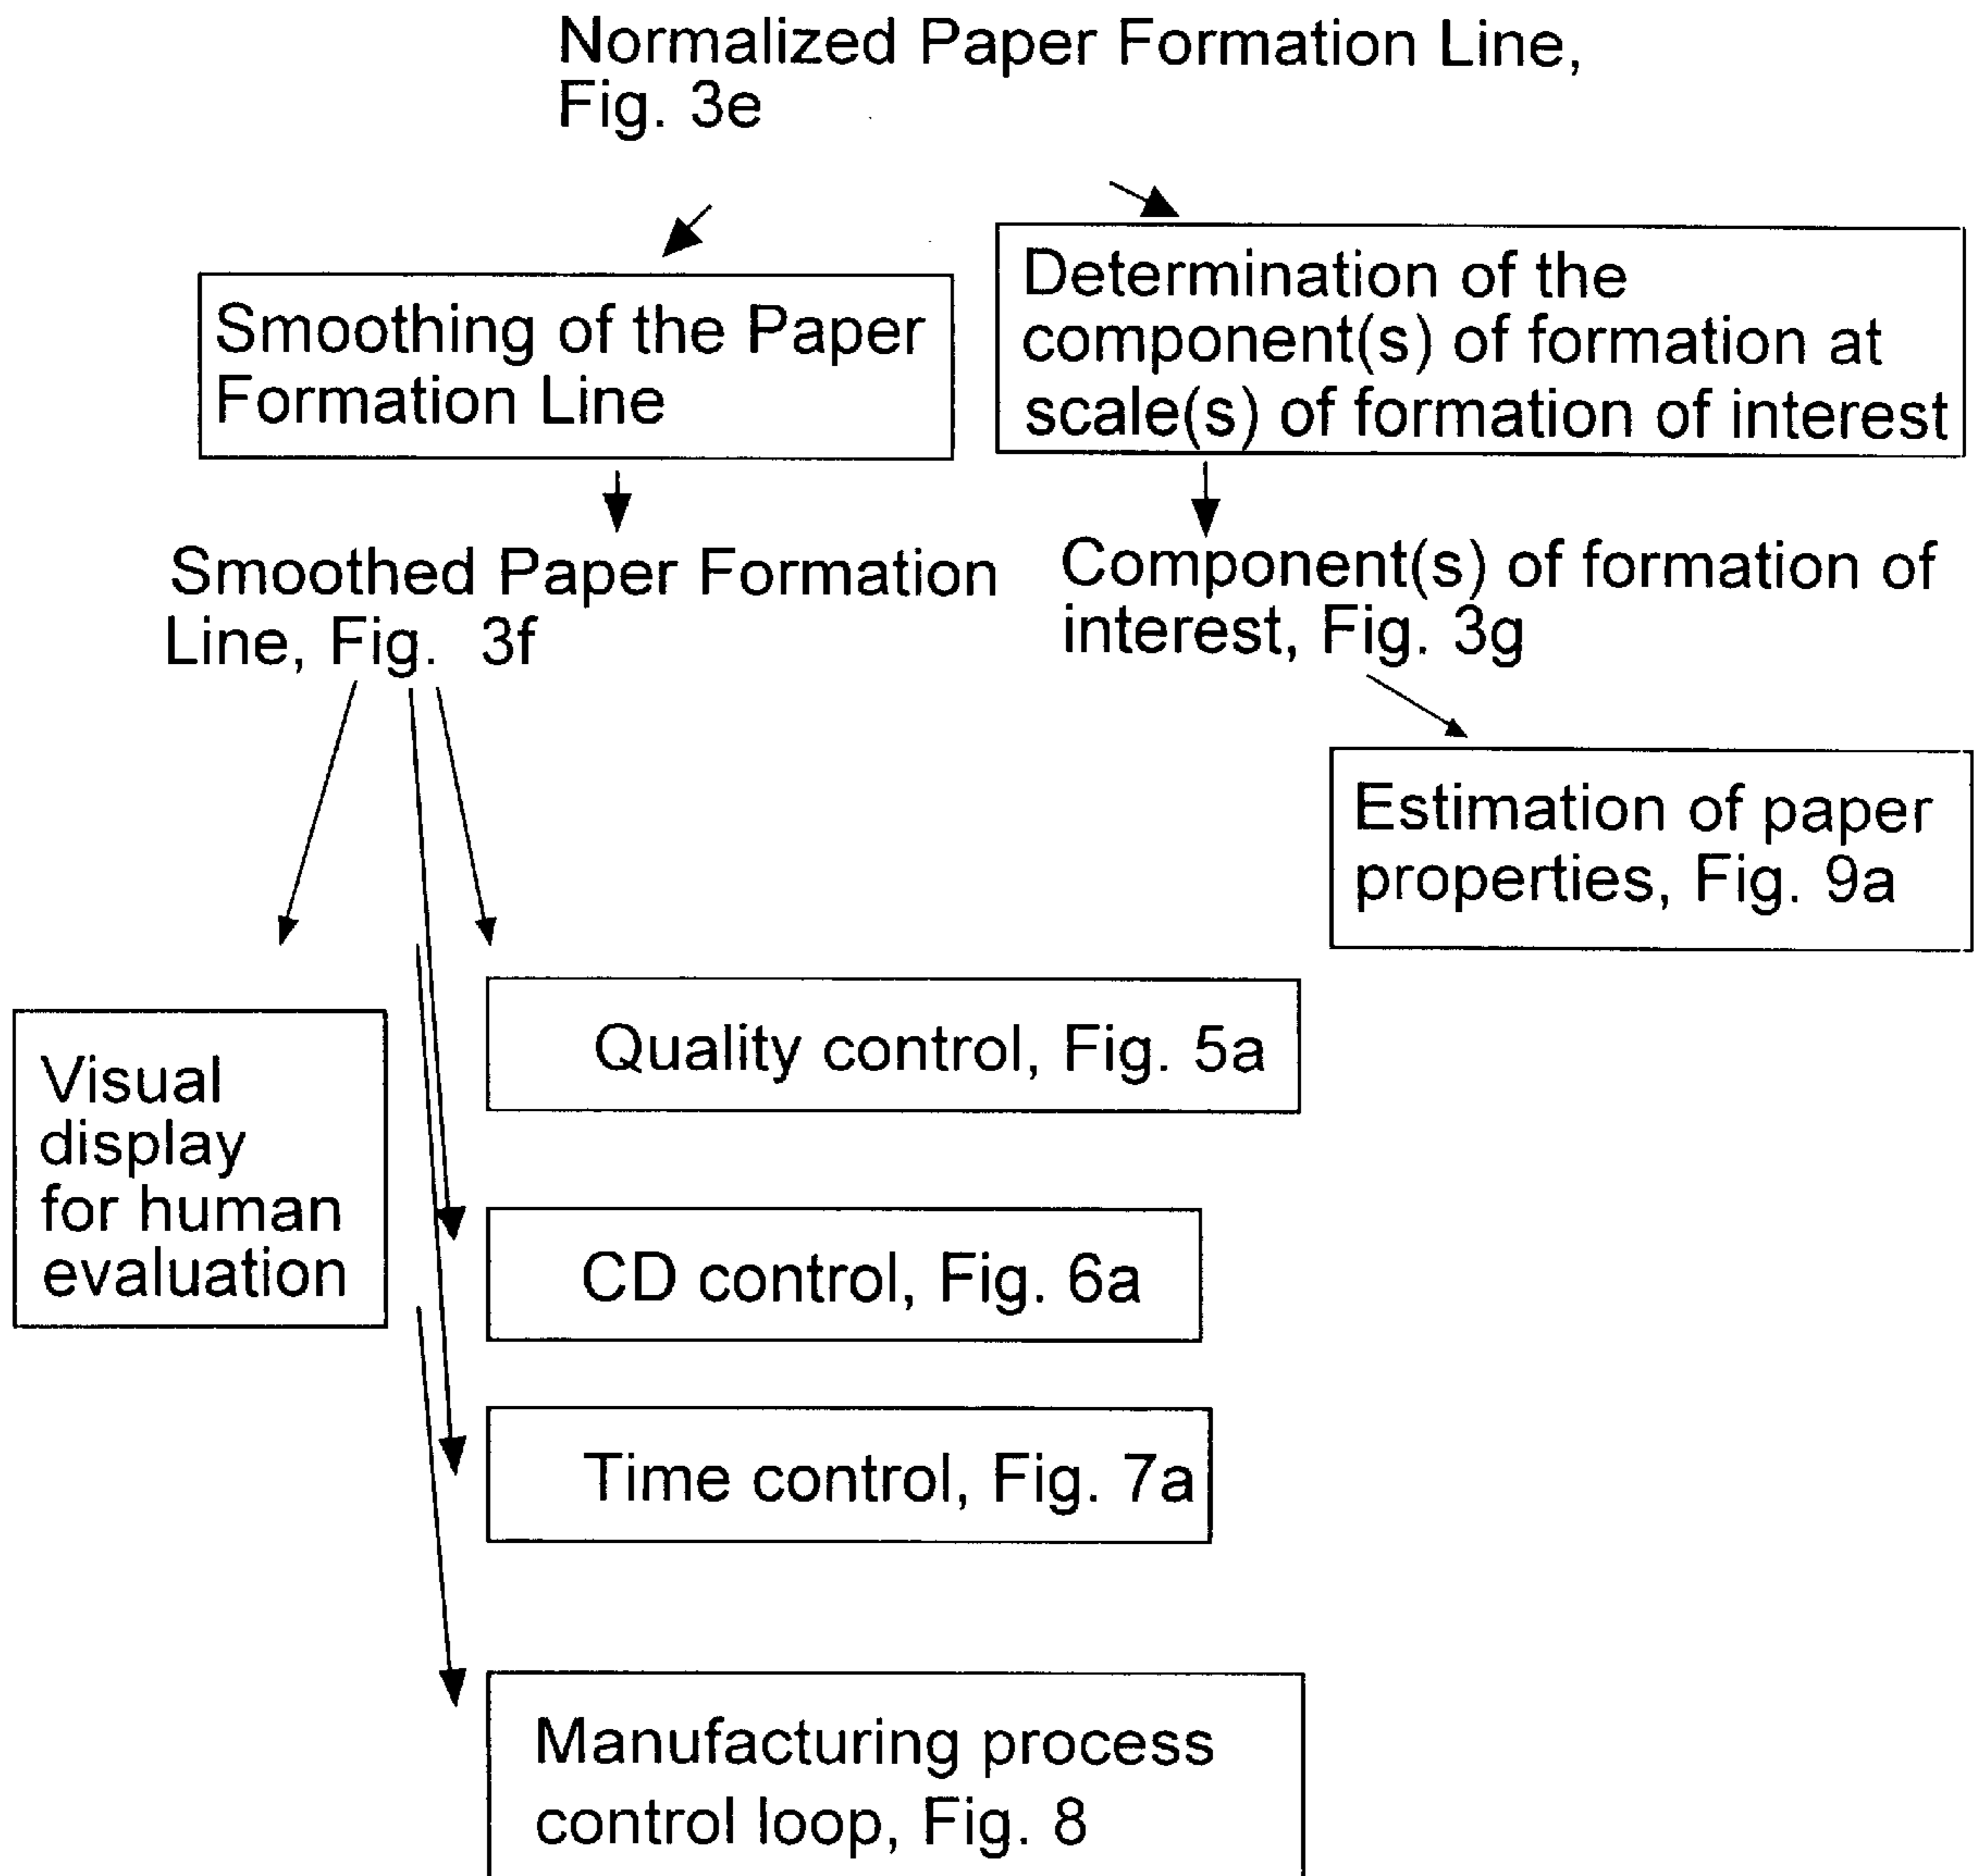 Normalized Paper Formation Line,
Fig. 3e
Smoothing of the Paper
Formation Line
Determination of the
component(s) of formation at
scale(s) of formation of interest
Smoothed Paper Formation
Line, Fig. 3f
Component(s) of formation of
interest, Fig. 3g
Estimation of paper
properties, Fig. 9a
Visual
display
for human
evaluation
Quality control, Fig. 5a
CD control, Fig. 6a
Time control, Fig. 7a
Manufacturing process
control loop, Fig. 8